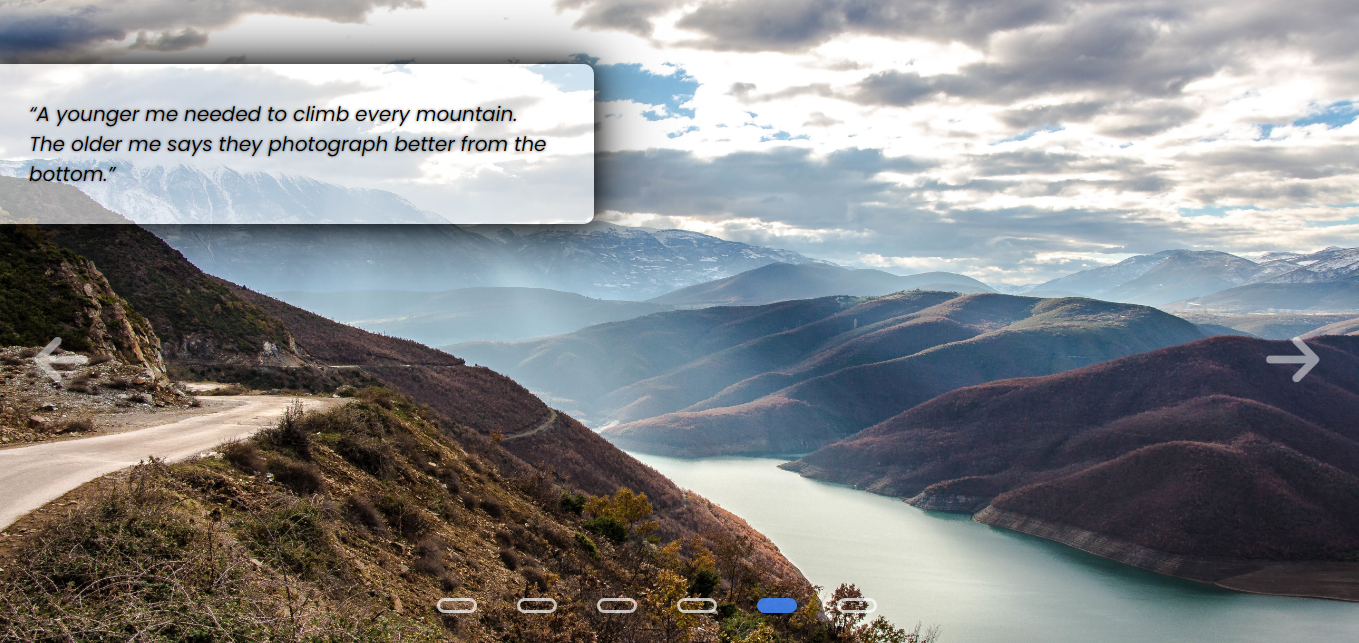 “A younger me needed to climb every mountain.
The older me says they photograph better from the
bottom.”